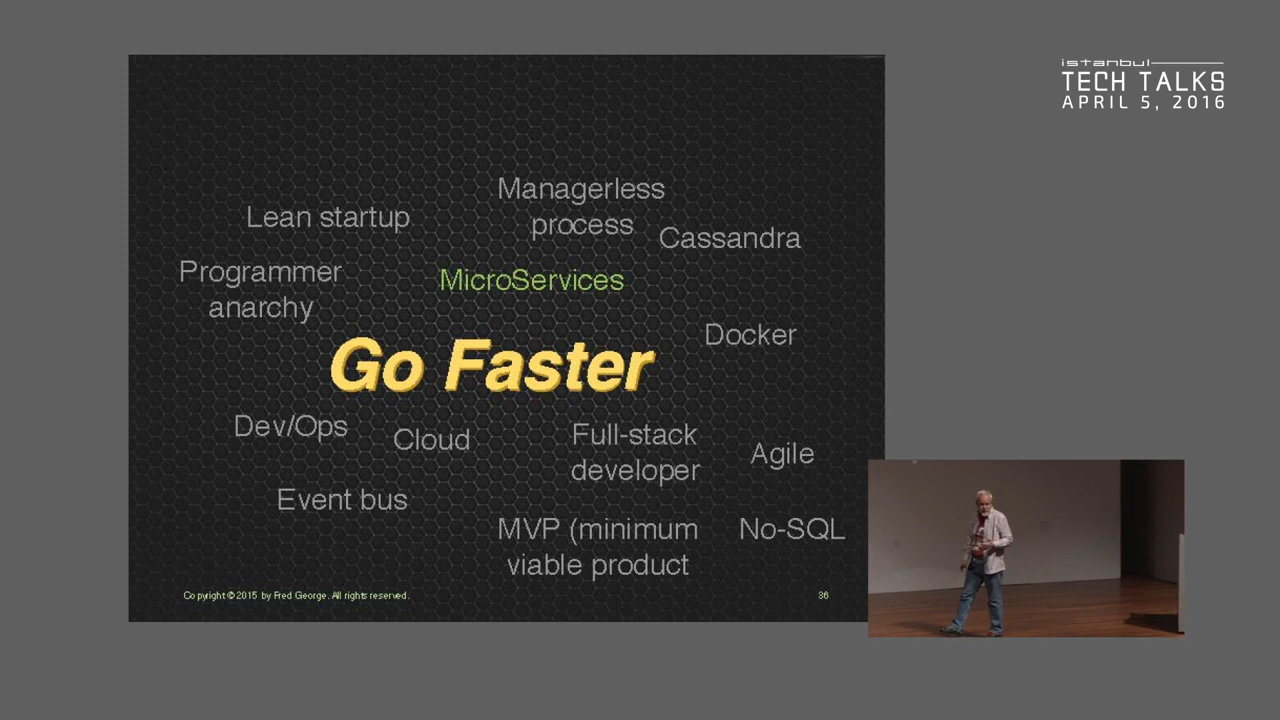 istanbul
TECH TALKS
APRIL 5, 2016
Managerless
process
Lean startup
Cassandra
Programmer
anarchy
MicroServices
Docker
Go Faster
Dev/Ops
Cloud
Full-stack
developer
Agile
Event bus
MVP (minimum
viable product
No-SQL
Copyright © 2015 by Fred George. All rights reserved.
36